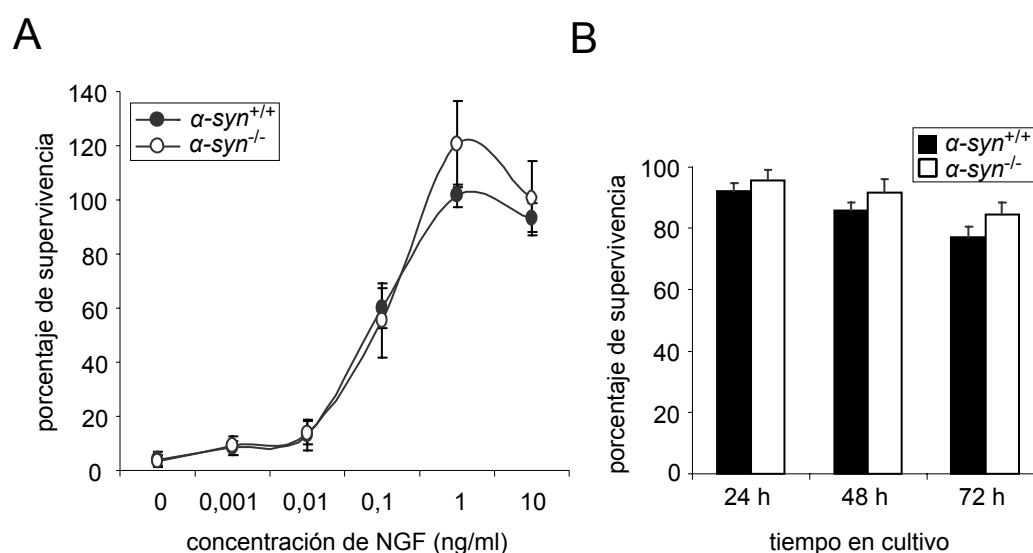 A
porcentaje de supervivencia
140
120
100
80
60
40
20
0
α-syn+/+
α-syn-/-
0 0,001 0,01 0,1 1 10
concentración de NGF (ng/ml)
B
porcentaje de supervivencia
100
80
60
40
20
0
α-syn+/+
α-syn-/-
24 h 48 h 72 h
tiempo en cultivo